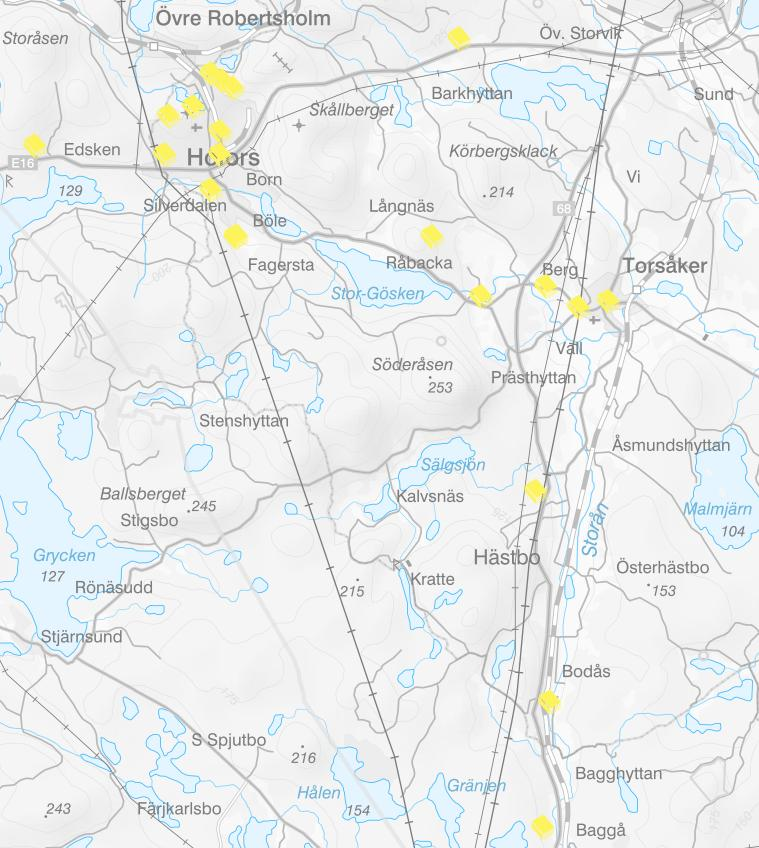 Övre Robertsholm
Storåsen
Öv. Storvik
Barkhyttan
Sund
Skållberget
Edsken
E16
Hofors
Körbergsklack
Vi
129
Born
214
Silverdalen
Långnäs
68
Böle
Fagersta
Råbacka
Berg
Torsåker
Stor-Gösken
Väll
Söderåsen
253
Prästhyttan
Stenshyttan
Åsmundshyttan
Sälgsjön
Ballsberget
245
Kalvsnäs
Stigsbo
Malmjärn
104
Storån
Grycken
127
Hästbo
Rönäsudd
Kratte
215
Österhästbo
153
Stjärnsund
Bodås
S Spjutbo
216
Bagghyttan
Hålen
154
Gränjen
243
Färjkarlsbo
Baggå